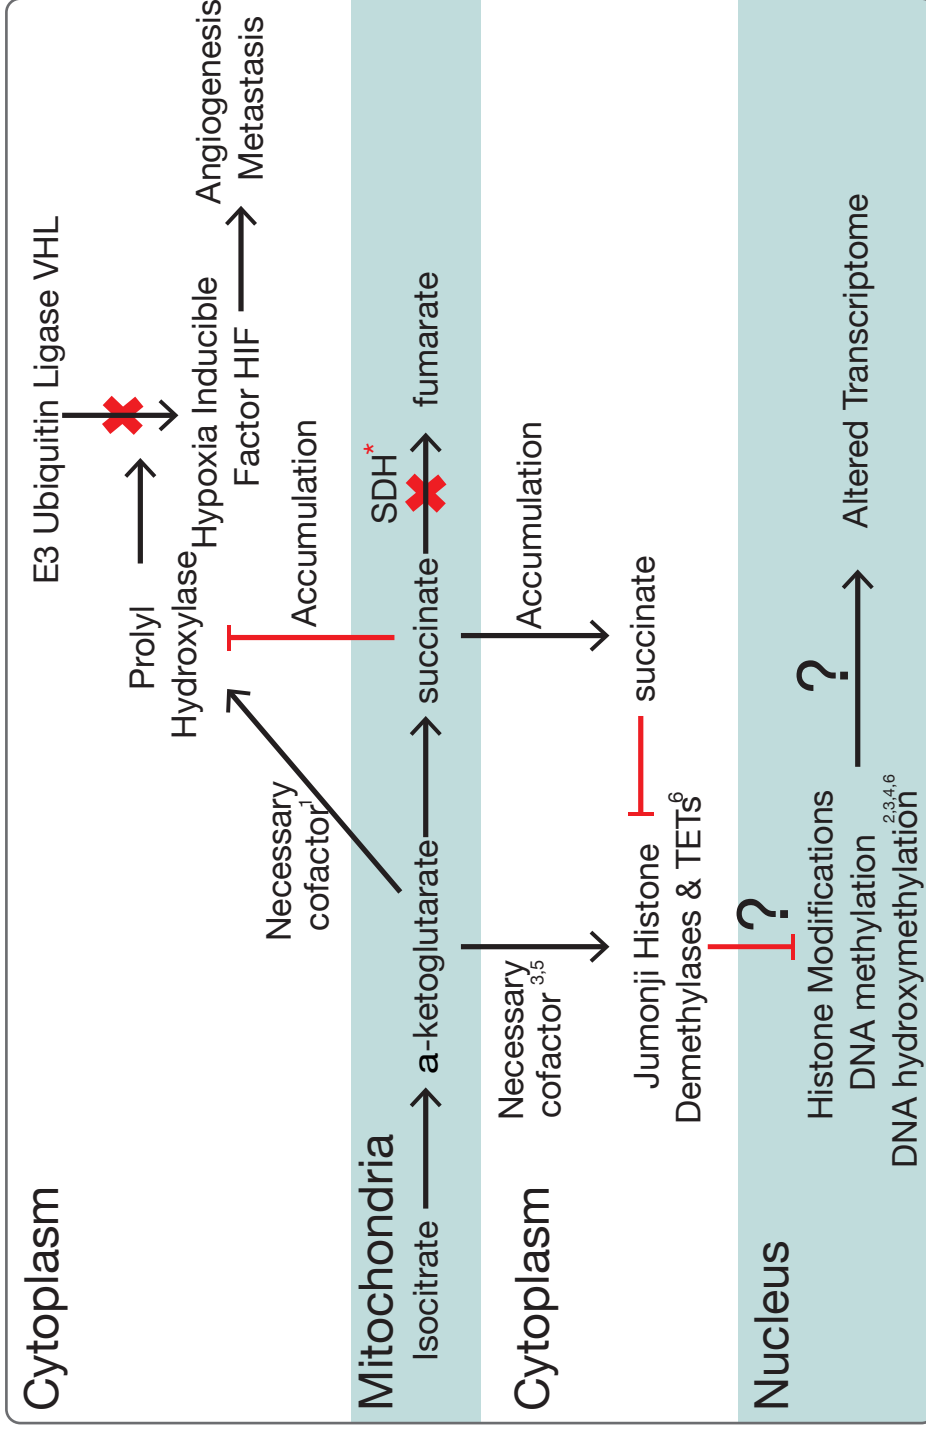 Cytoplasm
E3 Ubiquitin Ligase VHL
Prolyl
Hydroxylase
Hypoxia Inducible
Factor HIF
Angiogenesis
Metastasis
Necessary
cofactor1
Accumulation
Mitochondria
SDH*
Isocitrate
a-ketoglutarate
succinate
fumarate
Cytoplasm
Necessary
cofactor 3,5
Accumulation
Jumonji Histone
Demethylases & TETs6
succinate
Nucleus
?
Histone Modifications
DNA methylation
DNA hydroxymethylation2,3,4,6
?
Altered Transcriptome